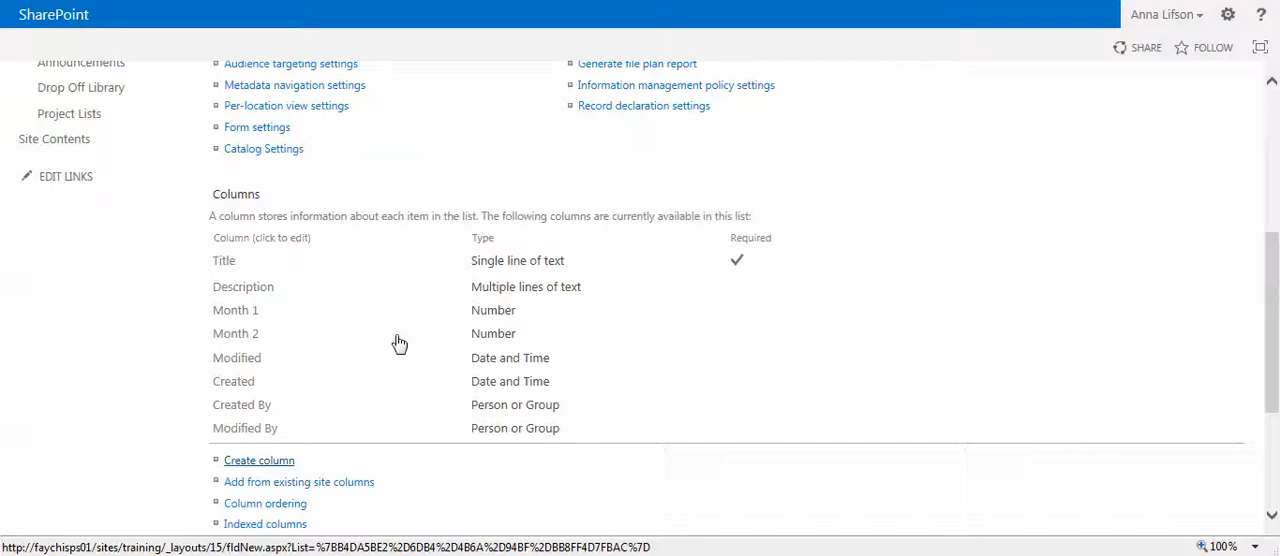 SharePoint
Anna Lifson
?
SHARE
FOLLOW
Announcements
Drop Off Library
Project Lists
Site Contents
EDIT LINKS
Audience targeting settings
Generate file plan report
Metadata navigation settings
Information management policy settings
Per-location view settings
Record declaration settings
Form settings
Catalog Settings
Columns
A column stores information about each item in the list. The following columns are currently available in this list:
Column (click to edit) Type Required
Title Single line of text
Description Multiple lines of text
Month 1 Number
Month 2 Number
Modified Date and Time
Created Date and Time
Created By Person or Group
Modified By Person or Group
Create column
Add from existing site columns
Column ordering
Indexed columns
http://faychisps01/sites/training/_layouts/15/fldNew.aspx?List=%7BB4DA5BE2%2D6DB4%2D4B6A%2D94BF%2DBB8FF4D7FBAC%7D
100%